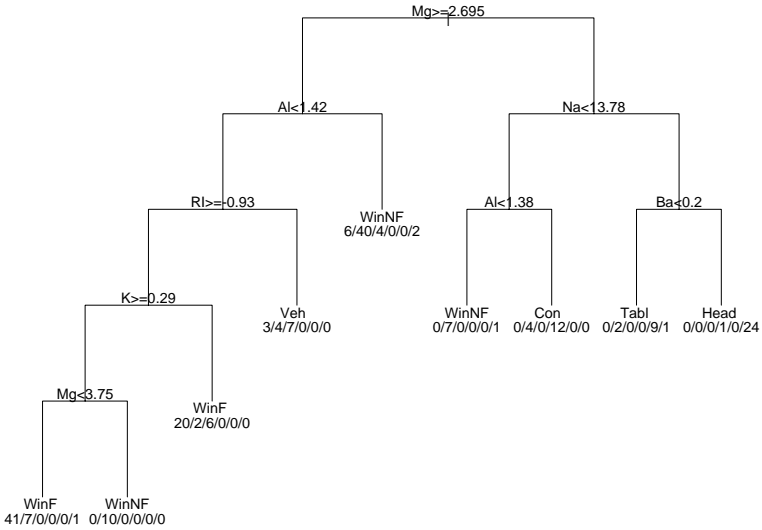 Mg>=2.695
Al<1.42
Na<13.78
RI>=-0.93
WinNF
6/40/4/0/0/2
Al<1.38
Ba<0.2
K>=0.29
Veh
3/4/7/0/0/0
WinNF
0/7/0/0/0/1
Con
0/4/0/12/0/0
Tabl
0/2/0/0/9/1
Head
0/0/0/1/0/24
Mg<3.75
WinF
20/2/6/0/0/0
WinF
41/7/0/0/0/1
WinNF
0/10/0/0/0/0